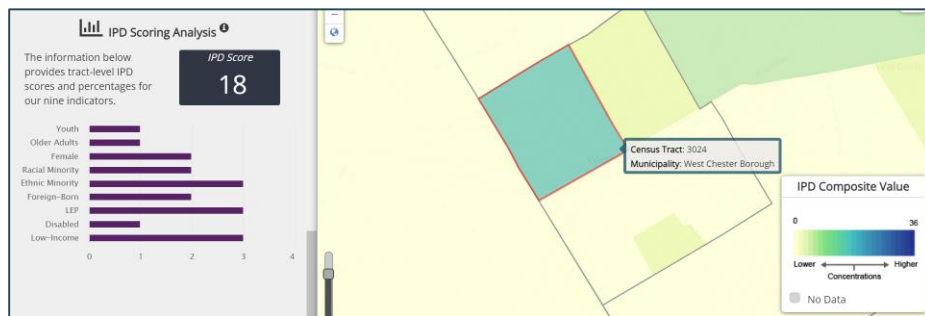 IPD Scoring Analysis
The information below
provides tract-level IPD
scores and percentages for
our nine indicators.
IPD Score
18
Youth
Older Adults
Female
Racial Minority
Ethnic Minority
Foreign-Born
LEP
Disabled
Low-Income
0 1 2 3 4
Census Tract: 3024
Municipality: West Chester Borough
IPD Composite Value
0 36
Lower Higher
Concentrations
No Data